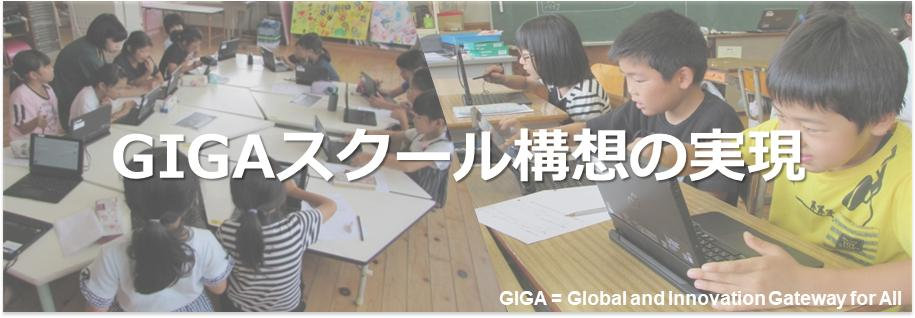 GIGAスクール構想の実現
GIGA = Global and Innovation Gateway for All